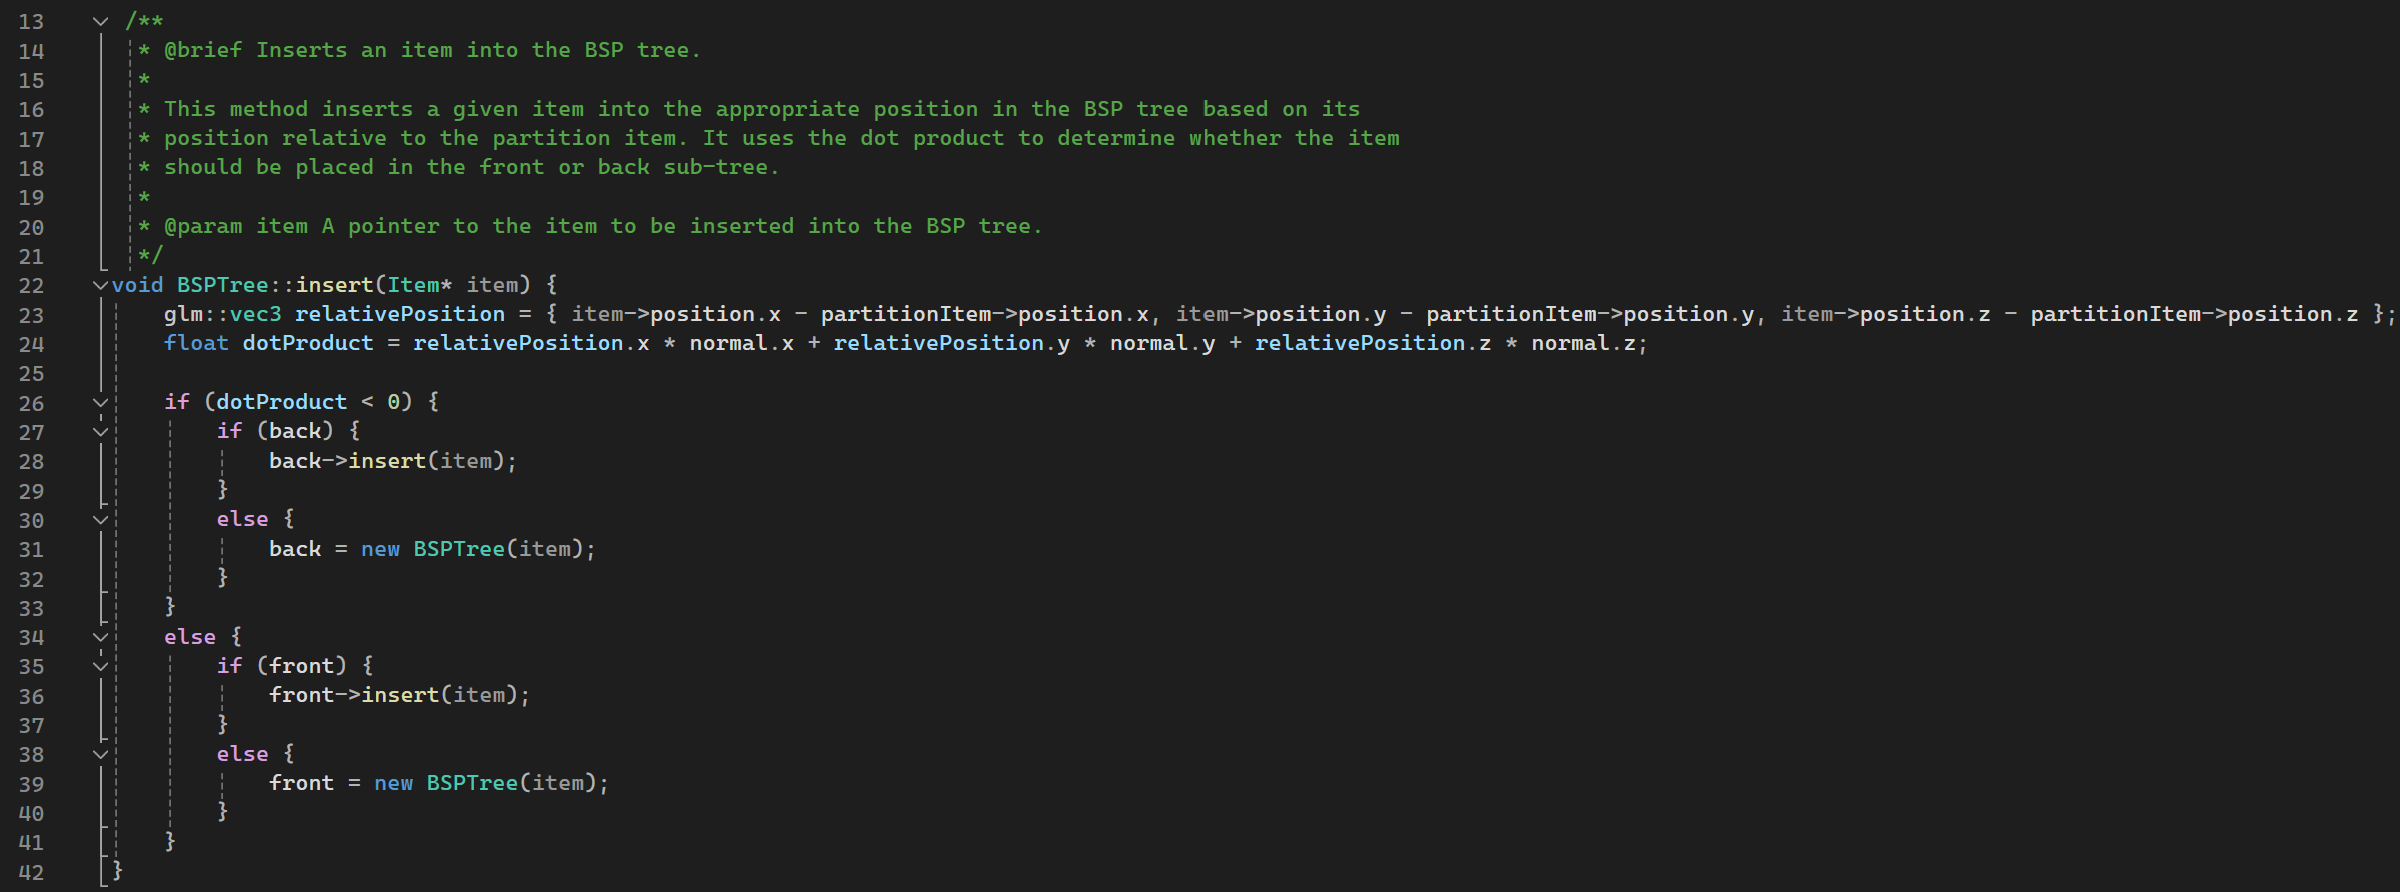 13 /**
14 * @brief Inserts an item into the BSP tree.
15 *
16 * This method inserts a given item into the appropriate position in the BSP tree based on its
17 * position relative to the partition item. It uses the dot product to determine whether the item
18 * should be placed in the front or back sub-tree.
19 *
20 * @param item A pointer to the item to be inserted into the BSP tree.
21 */
22 void BSPTree::insert(Item* item) {
23     glm::vec3 relativePosition = { item->position.x - partitionItem->position.x, item->position.y - partitionItem->position.y, item->position.z - partitionItem->position.z };
24     float dotProduct = relativePosition.x * normal.x + relativePosition.y * normal.y + relativePosition.z * normal.z;
25
26     if (dotProduct < 0) {
27         if (back) {
28             back->insert(item);
29         }
30         else {
31             back = new BSPTree(item);
32         }
33     }
34     else {
35         if (front) {
36             front->insert(item);
37         }
38         else {
39             front = new BSPTree(item);
40         }
41     }
42 }